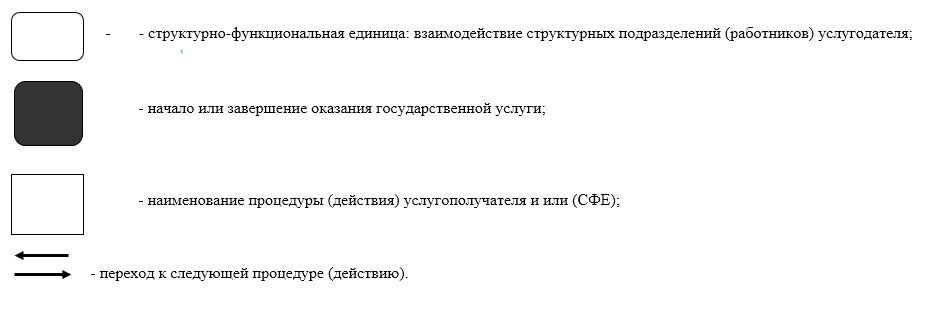 - - структурно-функциональная единица: взаимодействие структурных подразделений (работников) услугодателя;
- начало или завершение оказания государственной услуги;
- наименование процедуры (действия) услугополучателя и или (СФЕ);
- переход к следующей процедуре (действию).